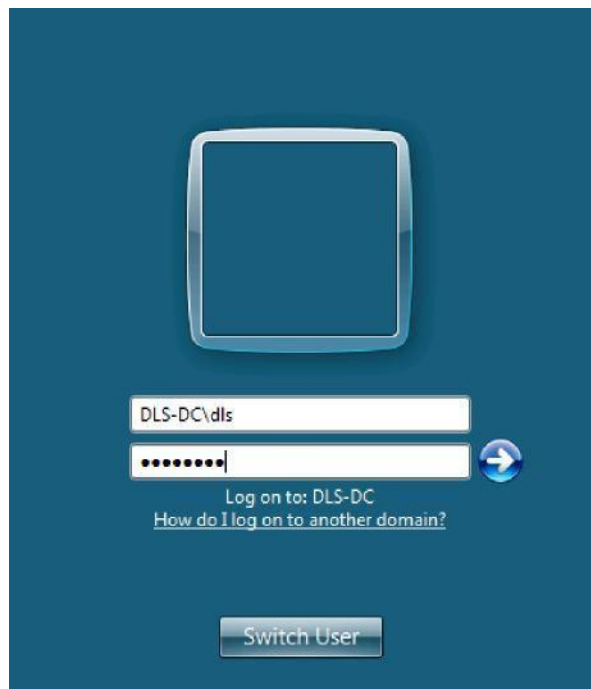 DLS-DC\dls
••••••••
Log on to: DLS-DC
How do I log on to another domain?
Switch User